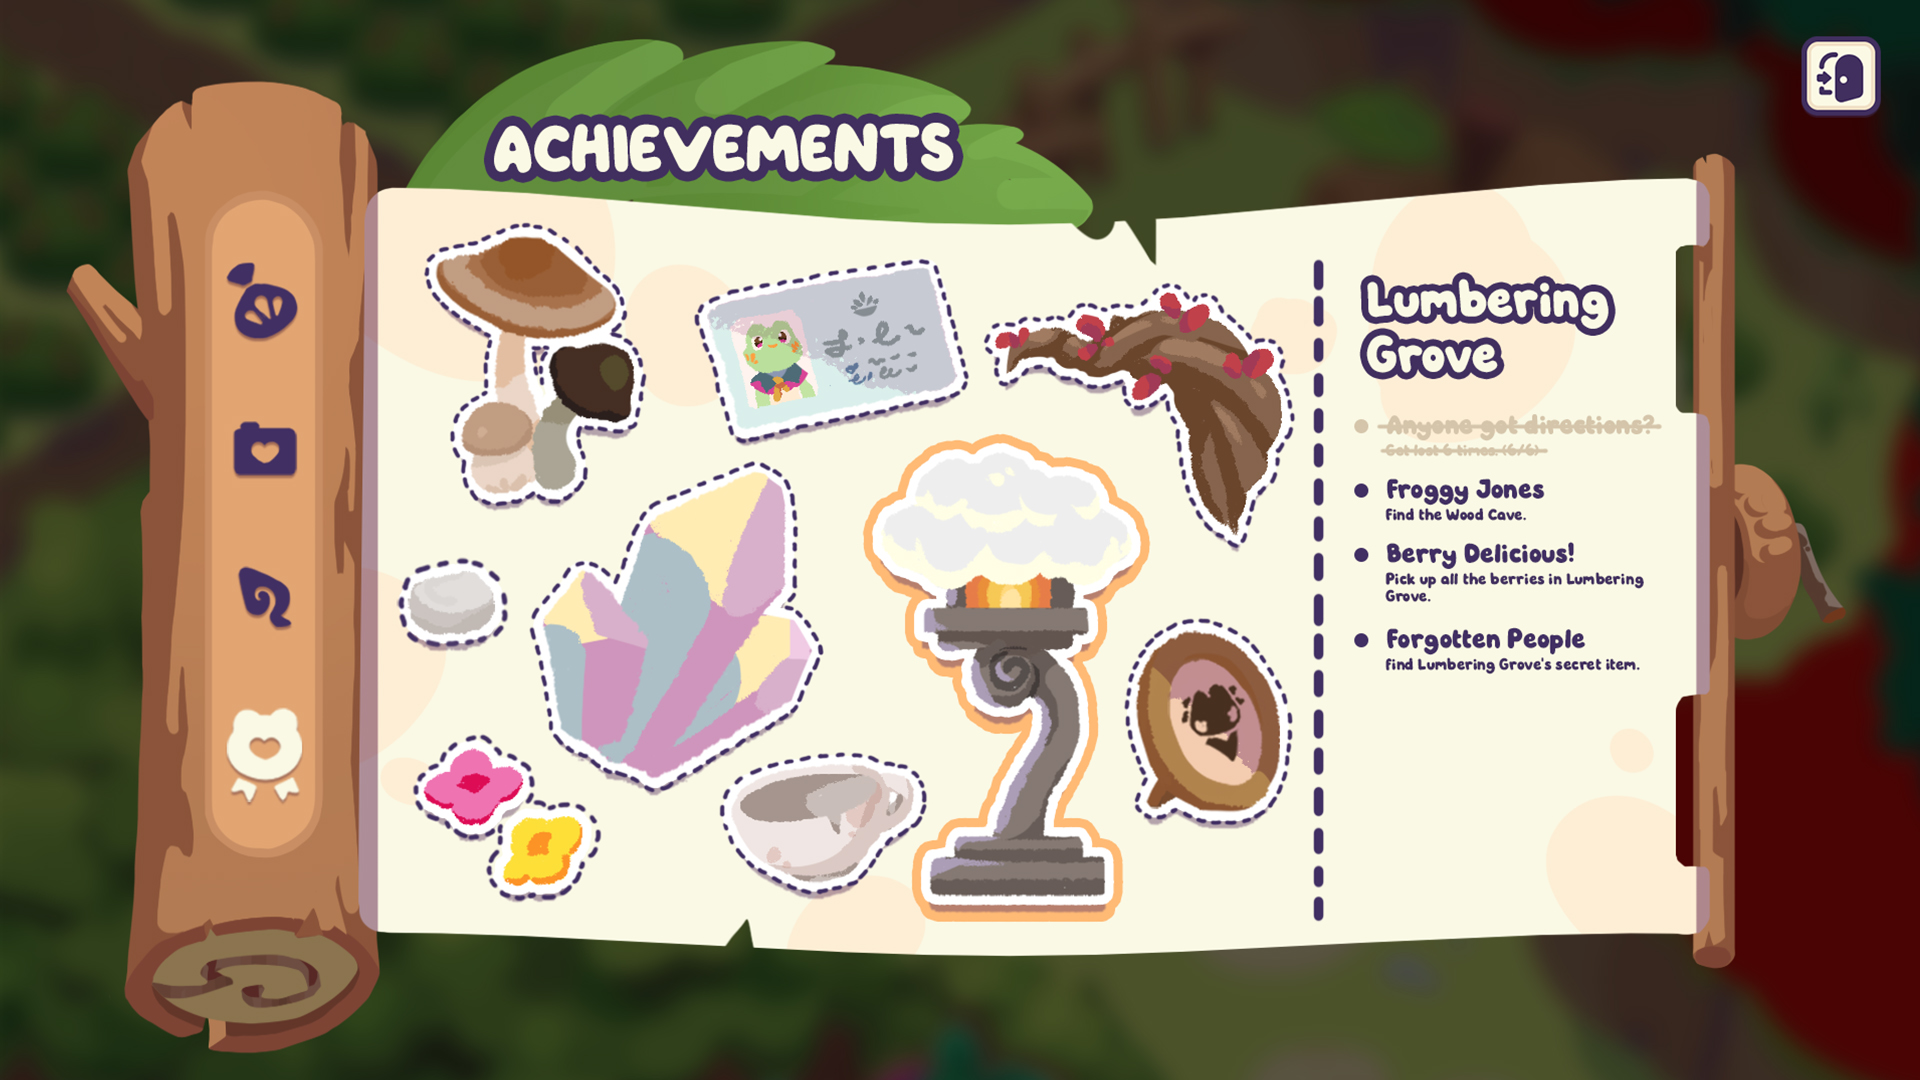 ACHIEVEMENTS
Lumbering
Grove
Anyone got directions?
Got lost 6 times. (6/6)
Froggy Jones
Find the Wood Cave.
Berry Delicious!
Pick up all the berries in Lumbering
Grove.
Forgotten People
Find Lumbering Grove's secret item.